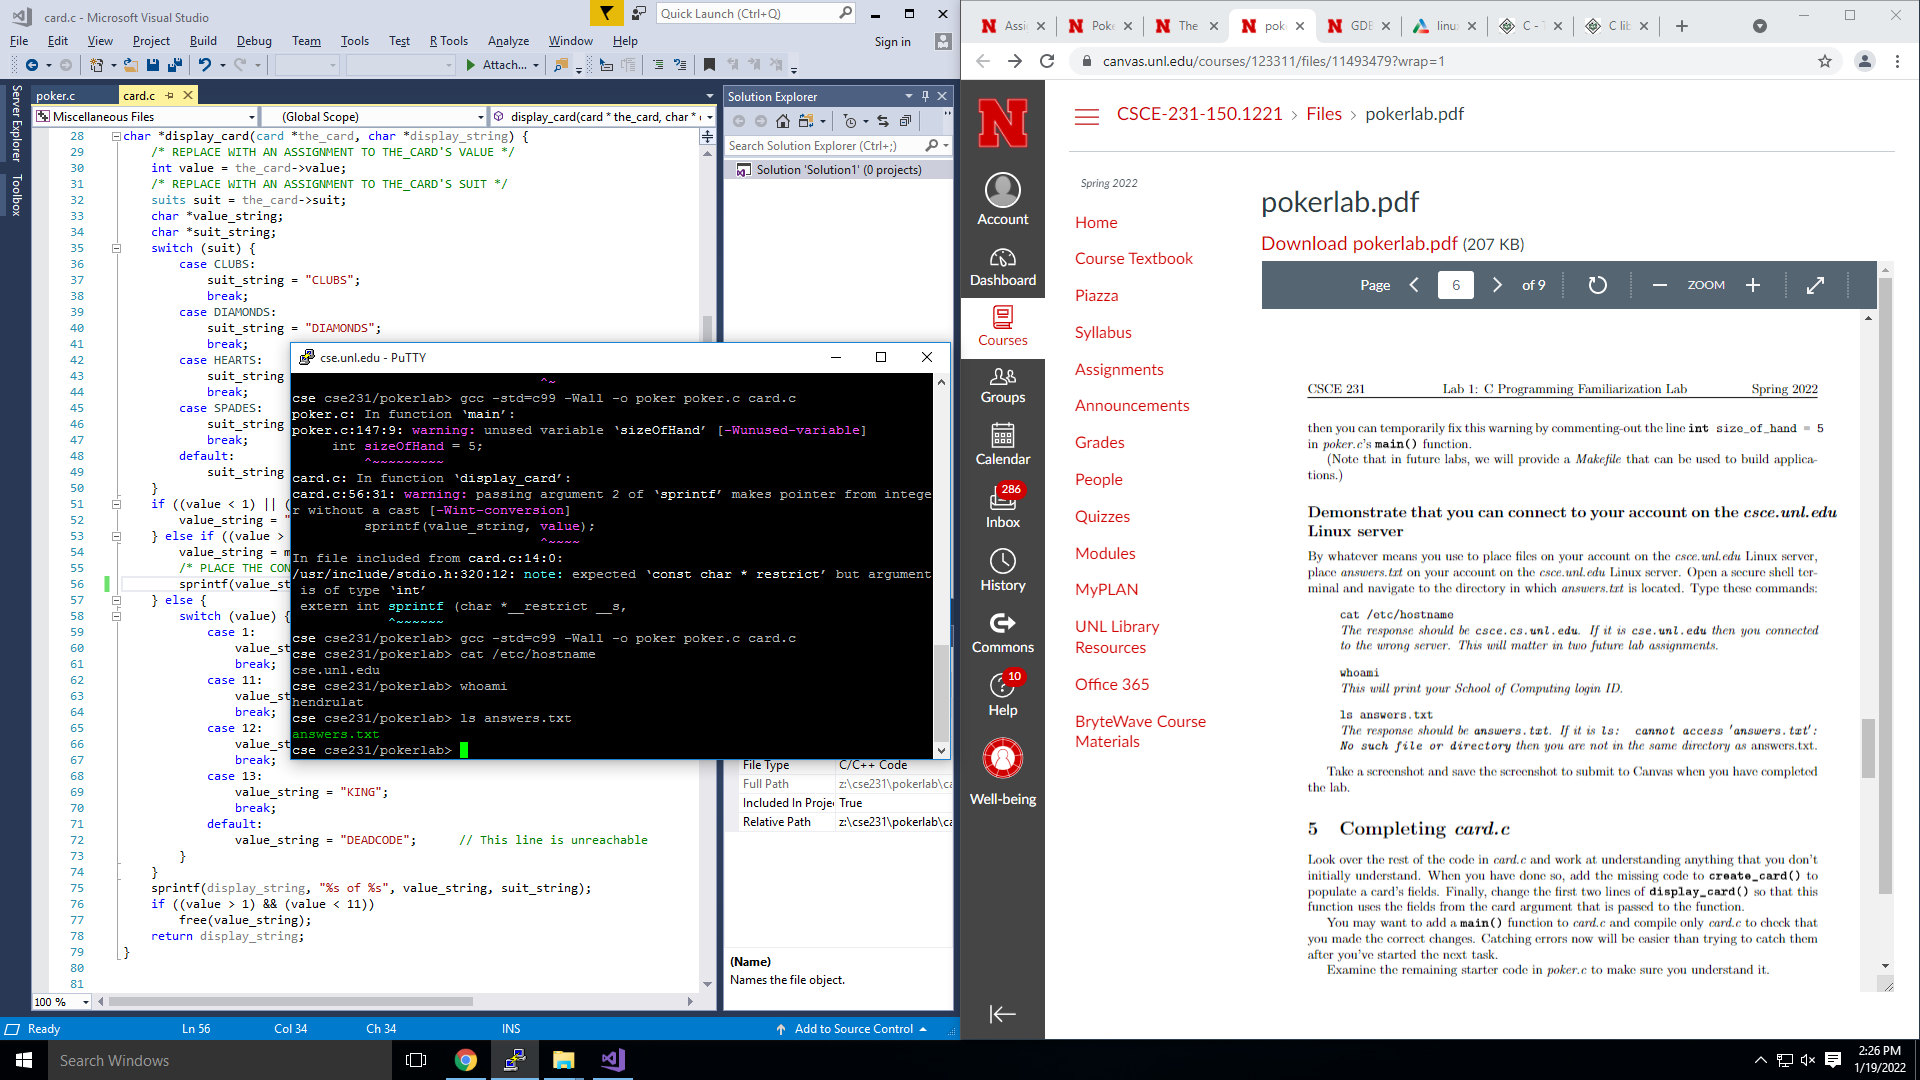 card.c - Microsoft Visual Studio
Quick Launch (Ctrl+Q)
File Edit View Project Build Debug Team Tools Test R Tools Analyze Window Help
Sign in
Attach...
Server Explorer
Toolbox
poker.c
card.c
Miscellaneous Files
(Global Scope)
display_card(card * the_card, char *
28 char *display_card(card *the_card, char *display_string) {
29 /* REPLACE WITH AN ASSIGNMENT TO THE_CARD'S VALUE */
30 int value = the_card->value;
31 /* REPLACE WITH AN ASSIGNMENT TO THE_CARD'S SUIT */
32 suits suit = the_card->suit;
33 char *value_string;
34 char *suit_string;
35 switch (suit) {
36 case CLUBS:
37 suit_string = "CLUBS";
38 break;
39 case DIAMONDS:
40 suit_string = "DIAMONDS";
41 break;
42 case HEARTS:
43 suit_string
44 break;
45 case SPADES:
46 suit_string
47 break;
48 default:
49 suit_string
50 }
51 if ((value < 1) || (
52 value_string = "
53 } else if ((value >
54 value_string = m
55 /* PLACE THE CON
56 sprintf(value_st
57 } else {
58 switch (value) {
59 case 1:
60 value_st
61 break;
62 case 11:
63 value_st
64 break;
65 case 12:
66 value_st
67 break;
68 case 13:
69 value_string = "KING";
70 break;
71 default:
72 value_string = "DEADCODE"; // This line is unreachable
73 }
74 }
75 sprintf(display_string, "%s of %s", value_string, suit_string);
76 if ((value > 1) && (value < 11))
77 free(value_string);
78 return display_string;
79 }
80
81
100 %
Ready
Ln 56
Col 34
Ch 34
INS
Add to Source Control
Solution Explorer
Search Solution Explorer (Ctrl+;)
Solution 'Solution1' (0 projects)
File Type C/C++ Code
Full Path z:\cse231\pokerlab\ca
Included In Proje True
Relative Path z:\cse231\pokerlab\ca
(Name)
Names the file object.
cse.unl.edu - PuTTY
^~
cse cse231/pokerlab> gcc -std=c99 -Wall -o poker poker.c card.c
poker.c: In function ‘main’:
poker.c:147:9: warning: unused variable ‘sizeOfHand’ [-Wunused-variable]
int sizeOfHand = 5;
^~~~~~~~~~
card.c: In function ‘display_card’:
card.c:56:31: warning: passing argument 2 of ‘sprintf’ makes pointer from intege
r without a cast [-Wint-conversion]
sprintf(value_string, value);
^~~~~
In file included from card.c:14:0:
/usr/include/stdio.h:320:12: note: expected ‘const char * restrict’ but argument
is of type ‘int’
extern int sprintf (char *__restrict __s,
^~~~~~~
cse cse231/pokerlab> gcc -std=c99 -Wall -o poker poker.c card.c
cse cse231/pokerlab> cat /etc/hostname
cse.unl.edu
cse cse231/pokerlab> whoami
hendrulat
cse cse231/pokerlab> ls answers.txt
answers.txt
cse cse231/pokerlab>
Assi
Poke
The
poke
GDB
linu
C - T
C lib
canvas.unl.edu/courses/123311/files/11493479?wrap=1
Account
Dashboard
Courses
Groups
Calendar
286
Inbox
History
Commons
10
Help
Well-being
CSCE-231-150.1221 › Files › pokerlab.pdf
Spring 2022
Home
Course Textbook
Piazza
Syllabus
Assignments
Announcements
Grades
People
Quizzes
Modules
MyPLAN
UNL Library
Resources
Office 365
BryteWave Course
Materials
pokerlab.pdf
Download pokerlab.pdf (207 KB)
Page 6 of 9 ZOOM
CSCE 231 Lab 1: C Programming Familiarization Lab Spring 2022
then you can temporarily fix this warning by commenting-out the line int size_of_hand = 5
in poker.c's main() function.
(Note that in future labs, we will provide a Makefile that can be used to build applica-
tions.)
Demonstrate that you can connect to your account on the csce.unl.edu
Linux server
By whatever means you use to place files on your account on the csce.unl.edu Linux server,
place answers.txt on your account on the csce.unl.edu Linux server. Open a secure shell ter-
minal and navigate to the directory in which answers.txt is located. Type these commands:
cat /etc/hostname
The response should be csce.cs.unl.edu. If it is cse.unl.edu then you connected
to the wrong server. This will matter in two future lab assignments.
whoami
This will print your School of Computing login ID.
ls answers.txt
The response should be answers.txt. If it is ls: cannot access 'answers.txt':
No such file or directory then you are not in the same directory as answers.txt.
Take a screenshot and save the screenshot to submit to Canvas when you have completed
the lab.
5 Completing card.c
Look over the rest of the code in card.c and work at understanding anything that you don't
initially understand. When you have done so, add the missing code to create_card() to
populate a card's fields. Finally, change the first two lines of display_card() so that this
function uses the fields from the card argument that is passed to the function.
You may want to add a main() function to card.c and compile only card.c to check that
you made the correct changes. Catching errors now will be easier than trying to catch them
after you've started the next task.
Examine the remaining starter code in poker.c to make sure you understand it.
Search Windows
2:26 PM
1/19/2022